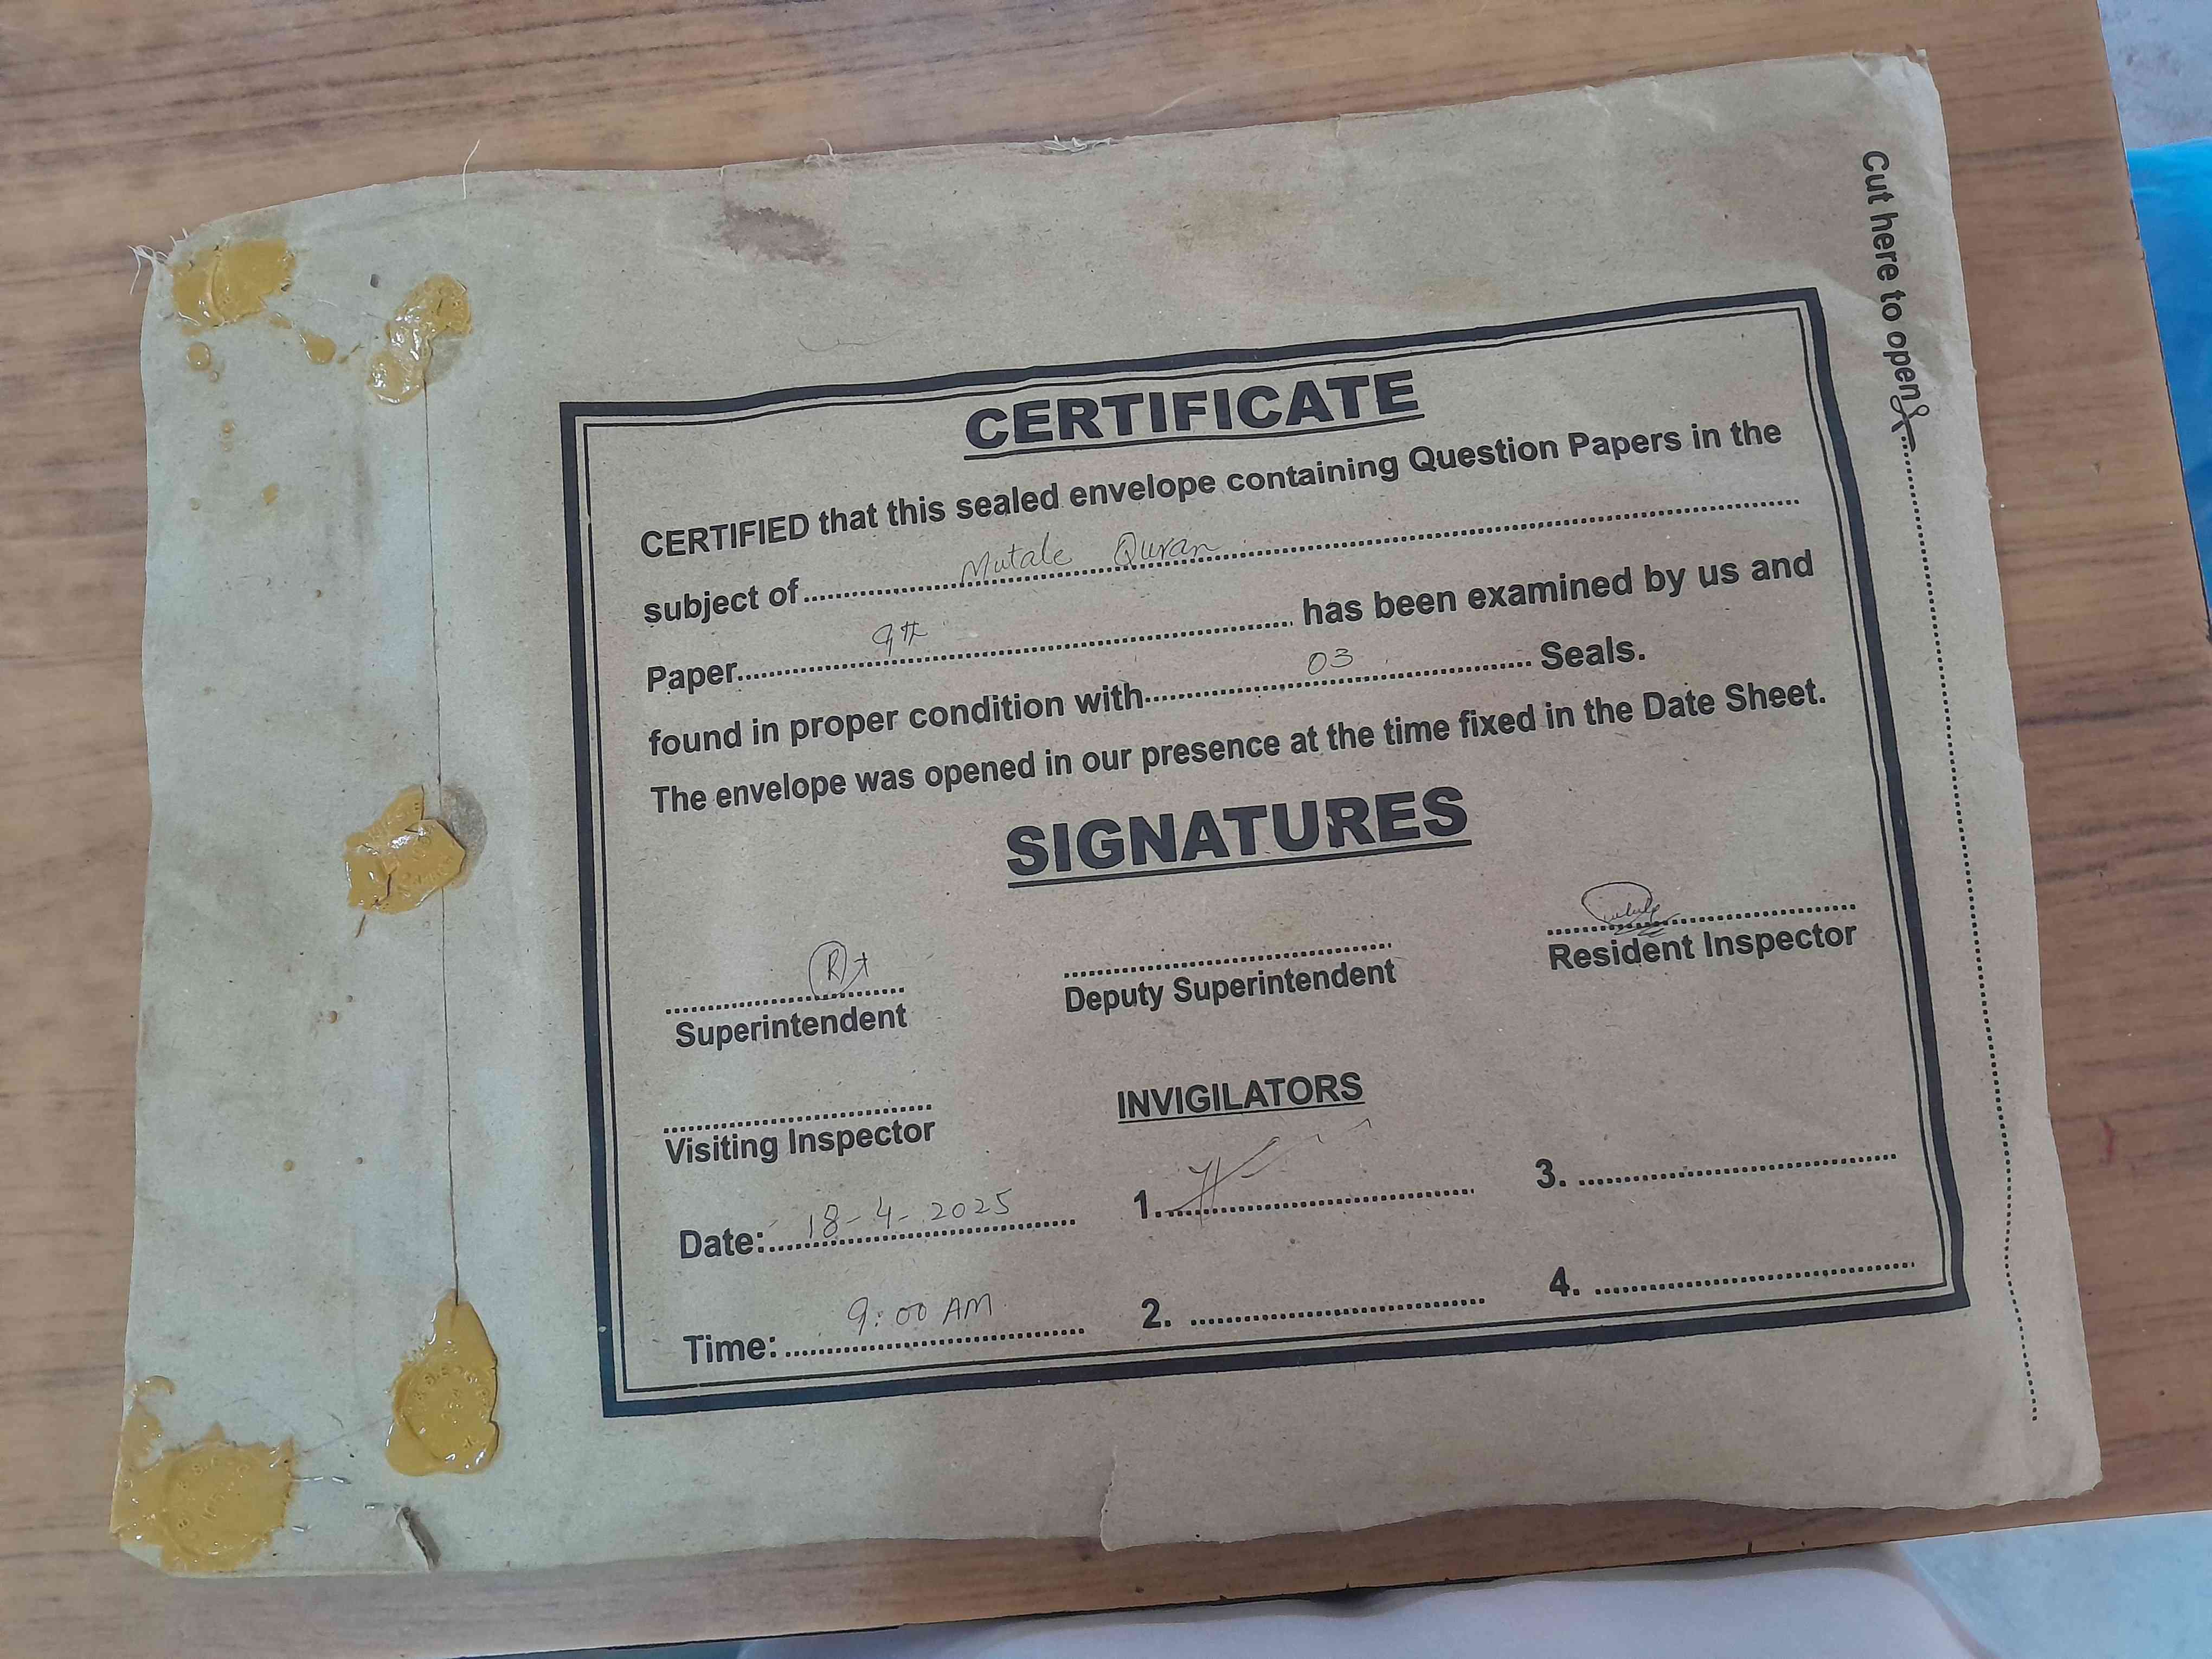 Cut here to open
CERTIFICATE
CERTIFIED that this sealed envelope containing Question Papers in the
subject of.......... Mutale Quran ..........
Paper.......... 9th .......... has been examined by us and
found in proper condition with.......... 03 .......... Seals.
The envelope was opened in our presence at the time fixed in the Date Sheet.
SIGNATURES
Superintendent
Deputy Superintendent
Resident Inspector
Visiting Inspector
INVIGILATORS
Date: 18-4-2025
1. ..........
3. ..........
Time: 9:00 AM
2. ..........
4. ..........